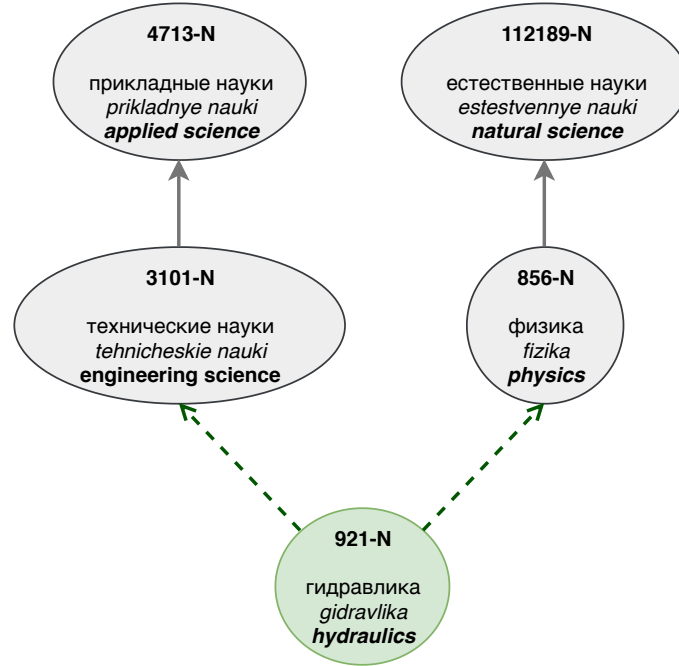 4713-N
прикладные науки
prikladnye nauki
applied science
112189-N
естественные науки
estestvennye nauki
natural science
3101-N
технические науки
tehnicheskie nauki
engineering science
856-N
физика
fizika
physics
921-N
гидравлика
gidravlika
hydraulics